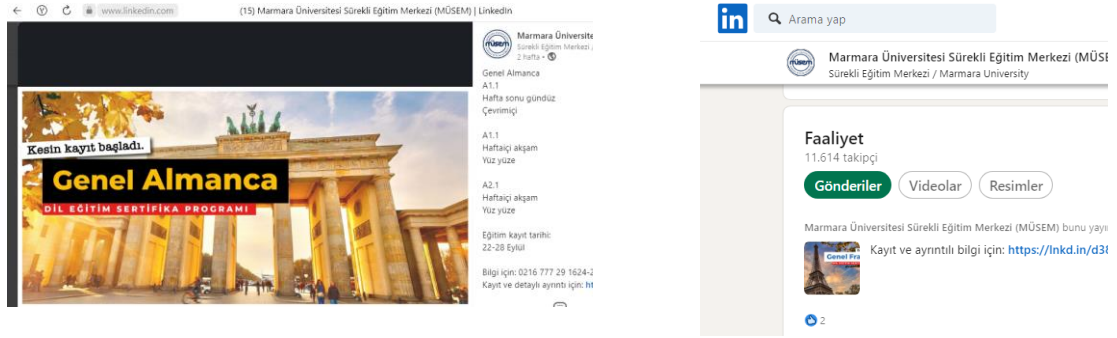 www.linkedin.com
(15) Marmara Üniversitesi Sürekli Eğitim Merkezi (MÜSEM) | LinkedIn
müsem
Marmara Üniversite
Sürekli Eğitim Merkezi
2 hafta •
Genel Almanca
A1.1
Hafta sonu gündüz
Çevrimiçi
A1.1
Haftaiçi akşam
Yüz yüze
A2.1
Haftaiçi akşam
Yüz yüze
Eğitim kayıt tarihi:
22-28 Eylül
Bilgi için: 0216 777 29 1624-2
Kayıt ve detaylı ayrıntı için: ht
Kesin kayıt başladı.
Genel Almanca
DİL EĞİTİM SERTİFİKA PROGRAMI
in
Arama yap
müsem
Marmara Üniversitesi Sürekli Eğitim Merkezi (MÜSE
Sürekli Eğitim Merkezi / Marmara University
Faaliyet
11.614 takipçi
Gönderiler
Videolar
Resimler
Marmara Üniversitesi Sürekli Eğitim Merkezi (MÜSEM) bunu yayı
Genel Fra
Kayıt ve ayrıntılı bilgi için: https://lnkd.in/d38
2